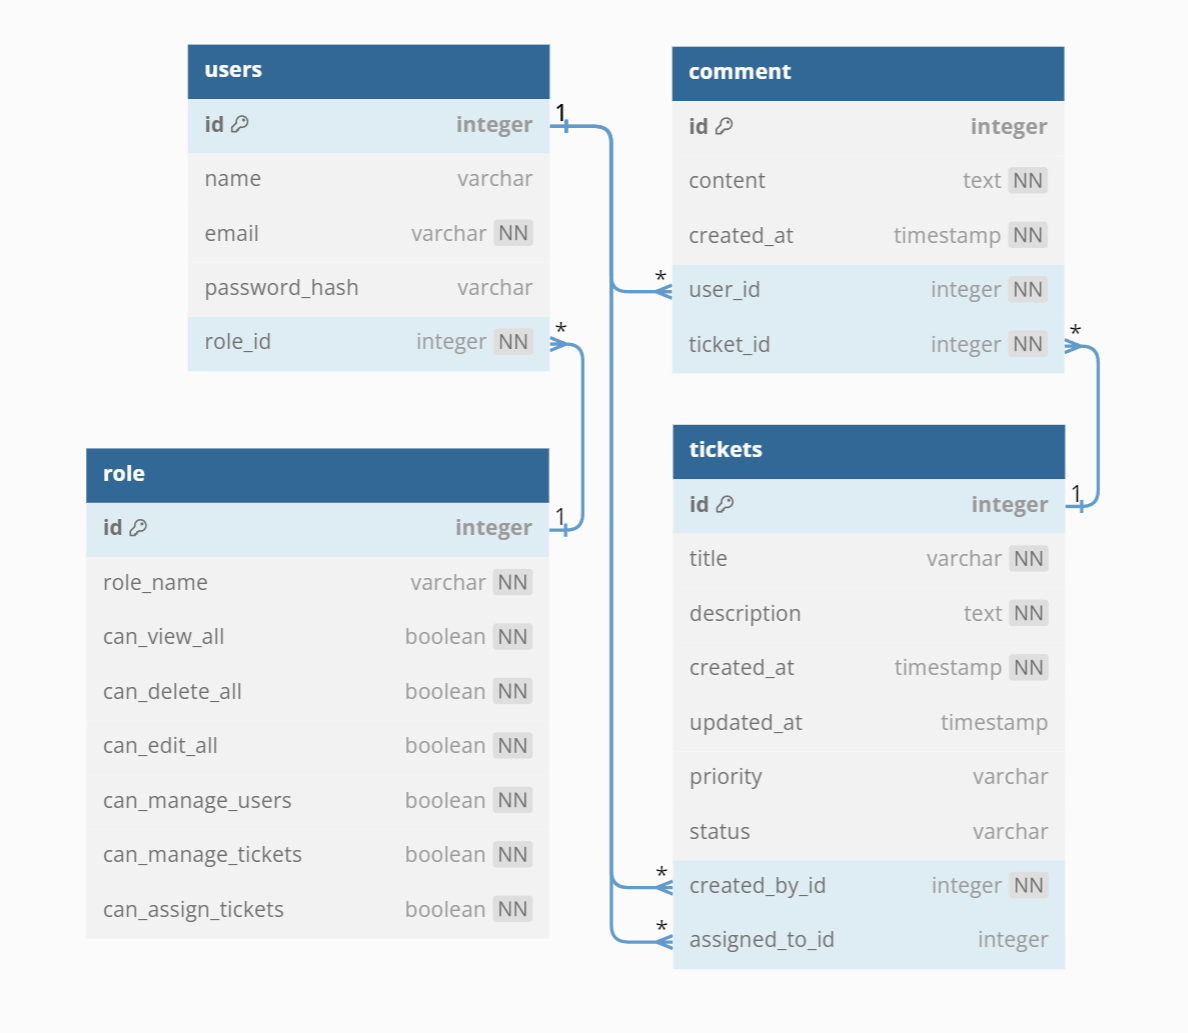 users
id integer
name varchar
email varchar NN
password_hash varchar
role_id integer NN
1
*
*
comment
id integer
content text NN
created_at timestamp NN
user_id integer NN
ticket_id integer NN
*
1
role
id integer
role_name varchar NN
can_view_all boolean NN
can_delete_all boolean NN
can_edit_all boolean NN
can_manage_users boolean NN
can_manage_tickets boolean NN
can_assign_tickets boolean NN
1
*
*
tickets
id integer
title varchar NN
description text NN
created_at timestamp NN
updated_at timestamp
priority varchar
status varchar
created_by_id integer NN
assigned_to_id integer